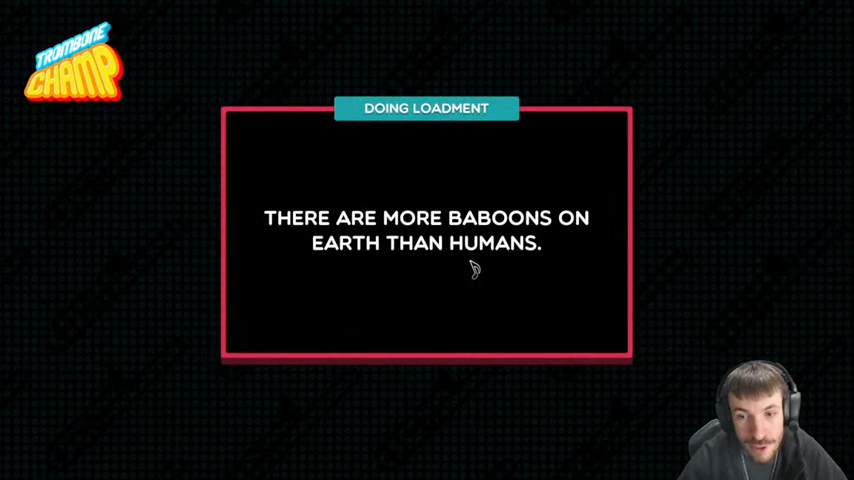 TROMBONE
CHAMP
DOING LOADMENT
THERE ARE MORE BABOONS ON
EARTH THAN HUMANS.